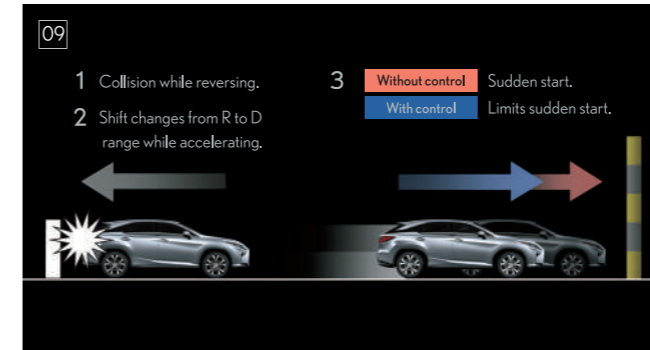 09
1 Collision while reversing.
2 Shift changes from R to D
range while accelerating.
3 Without control Sudden start.
With control Limits sudden start.